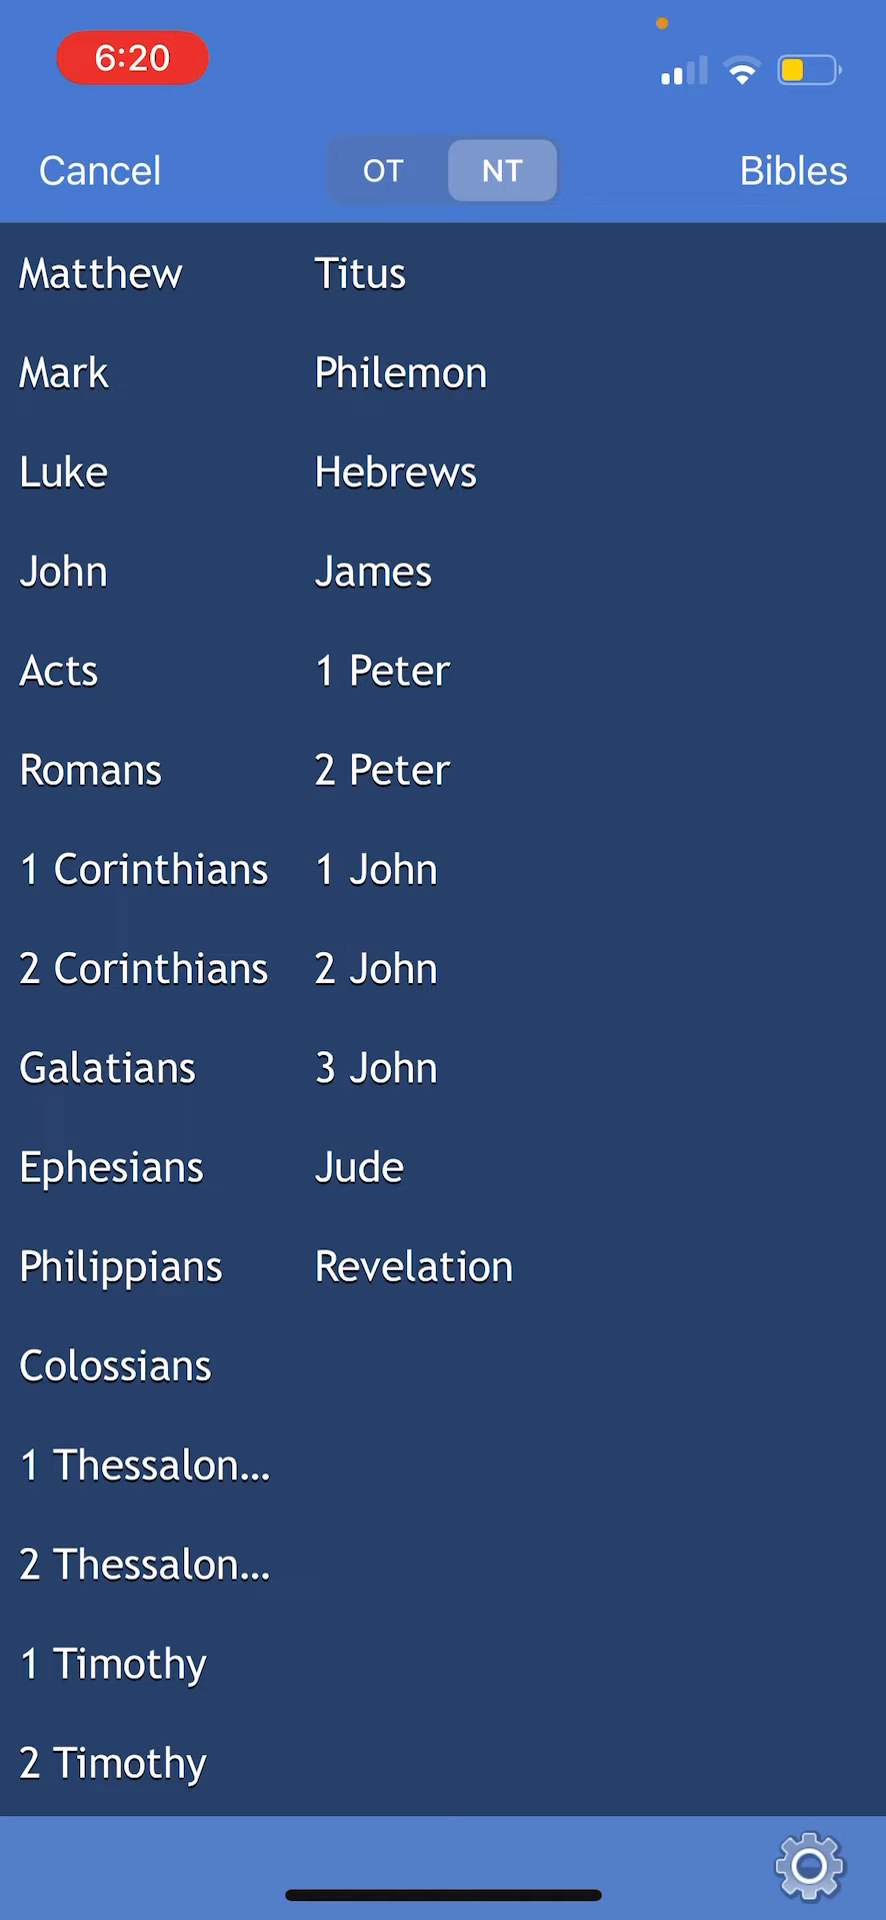 6:20
Cancel OT NT Bibles
Matthew
Mark
Luke
John
Acts
Romans
1 Corinthians
2 Corinthians
Galatians
Ephesians
Philippians
Colossians
1 Thessalon...
2 Thessalon...
1 Timothy
2 Timothy
Titus
Philemon
Hebrews
James
1 Peter
2 Peter
1 John
2 John
3 John
Jude
Revelation